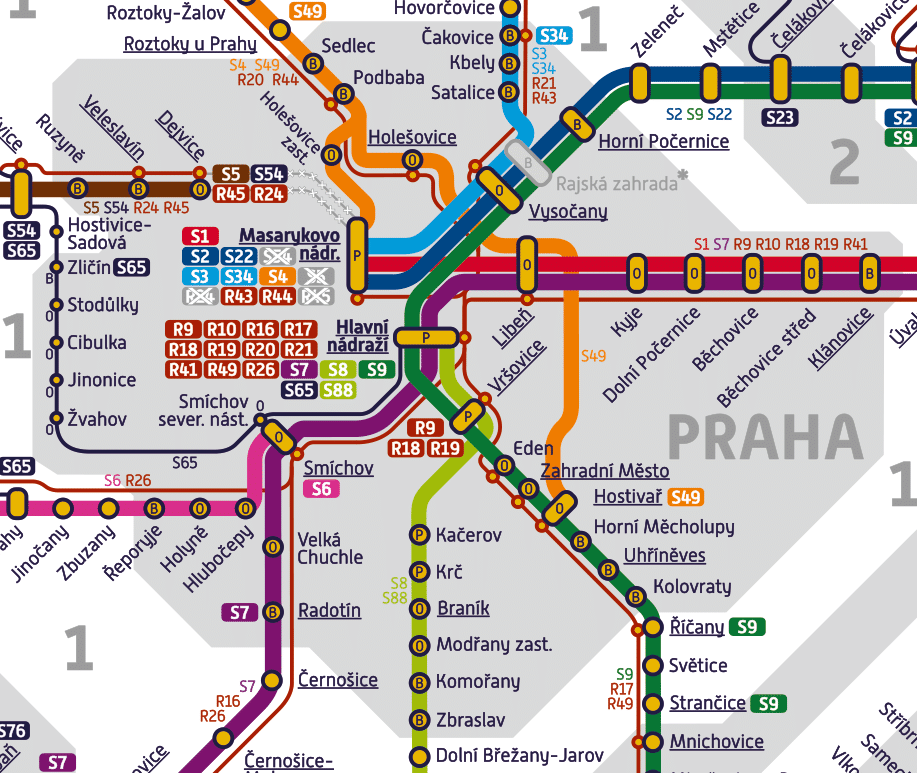 1
Roztoky-Žalov
S49
Roztoky u Prahy
S4 S49
R20 R44
Sedlec
Podbaba
Holešovice
zast.
Holešovice
Hovorčovice
Čakovice
S34
Kbely
S3
S34
R21
R43
Satalice
1
Zeleneč
Mstětice
Čelákovice
S2 S9 S22
S23
S2
S9
2
B
Horní Počernice
B
Rajská zahrada*
Vysočany
Ruzyně
Veleslavín
Dejvice
S5 S54
R45 R24
S5 S54 R24 R45
S54
S65
Hostivice-
Sadová
Zličín S65
Stodůlky
Cibulka
Jinonice
Žvahov
1
S65
S1
S2 S22 S54
S3 S34 S4 S5
R24 R43 R44 R45
Masarykovo
nádr.
P
R9 R10 R16 R17
R18 R19 R20 R21
R41 R49 R26 S7 S8 S9
S65 S88
Hlavní
nádraží
P
S1 S7 R9 R10 R18 R19 R41
Libeň
Kuje
Dolní Počernice
Běchovice
Běchovice střed
Klánovice
Úval
S49
Vršovice
R9
R18 R19
PRAHA
1
Smíchov
sever. nást.
Smíchov
S6
S65
S6 R26
Jinočany
Zbuzany
Řeporyje
Holyně
Hlubočepy
Velká
Chuchle
S7
Radotín
1
S7
R16
R26
Černošice
Černošice-
S76
S7
Eden
Zahradní Město
Hostivař S49
Horní Měcholupy
Uhříněves
Kolovraty
Říčany S9
Světice
S9
R17
R49
Strančice S9
Mnichovice
Kačerov
Krč
S8
S88
Braník
Modřany zast.
Komořany
Zbraslav
Dolní Břežany-Jarov